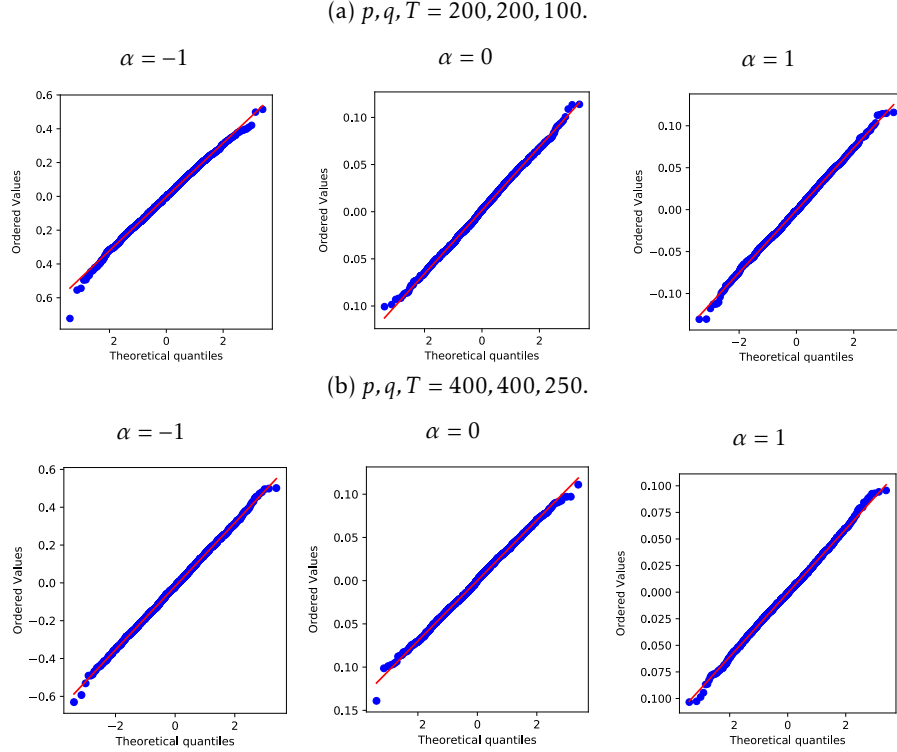 (a) p, q, T = 200, 200, 100.
α = −1
α = 0
α = 1
0.6
0.4
0.2
0.0
0.2
0.4
0.6
Ordered Values
2
0
2
Theoretical quantiles
0.10
0.05
0.00
0.05
0.10
Ordered Values
2
0
2
Theoretical quantiles
0.10
0.05
0.00
−0.05
−0.10
Ordered Values
−2
0
2
Theoretical quantiles
(b) p, q, T = 400, 400, 250.
α = −1
α = 0
α = 1
0.6
0.4
0.2
0.0
−0.2
−0.4
−0.6
Ordered Values
−2
0
2
Theoretical quantiles
0.10
0.05
0.00
0.05
0.10
0.15
Ordered Values
2
0
2
Theoretical quantiles
0.100
0.075
0.050
0.025
0.000
0.025
0.050
0.075
0.100
Ordered Values
2
0
2
Theoretical quantiles